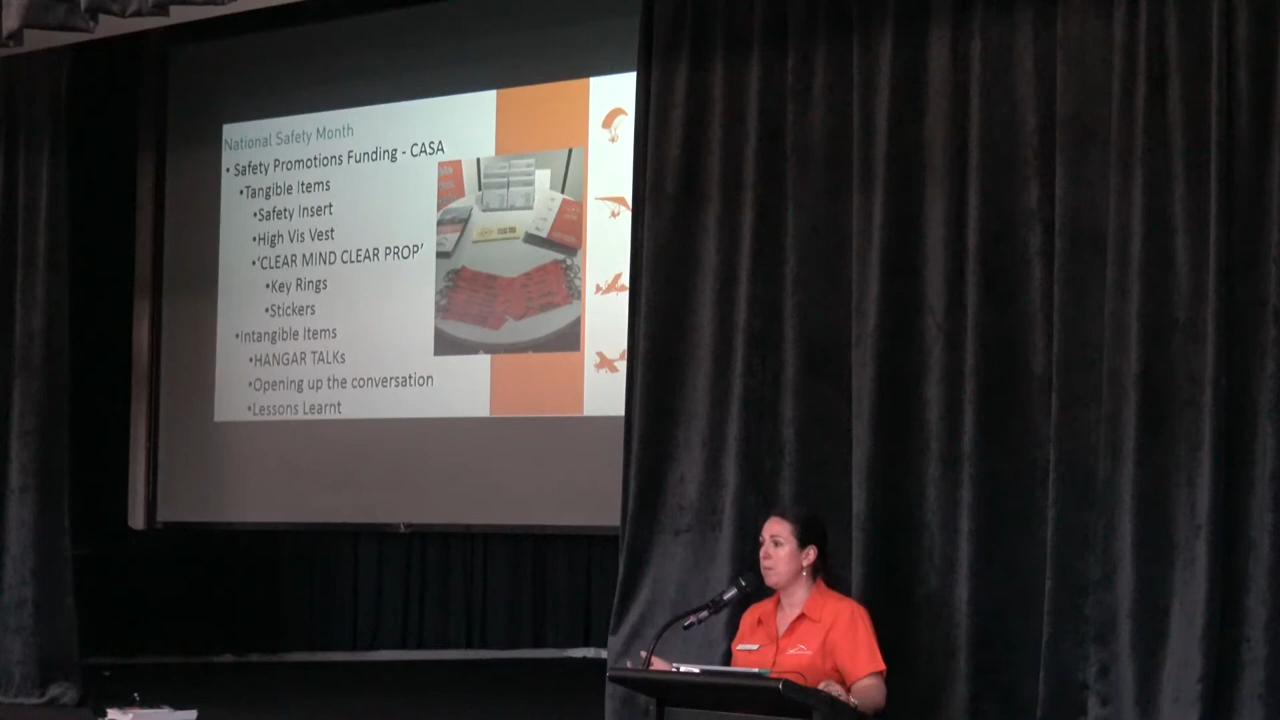 National Safety Month
• Safety Promotions Funding - CASA
•Tangible Items
•Safety Insert
•High Vis Vest
•‘CLEAR MIND CLEAR PROP’
•Key Rings
•Stickers
•Intangible Items
•HANGAR TALKs
•Opening up the conversation
•Lessons Learnt